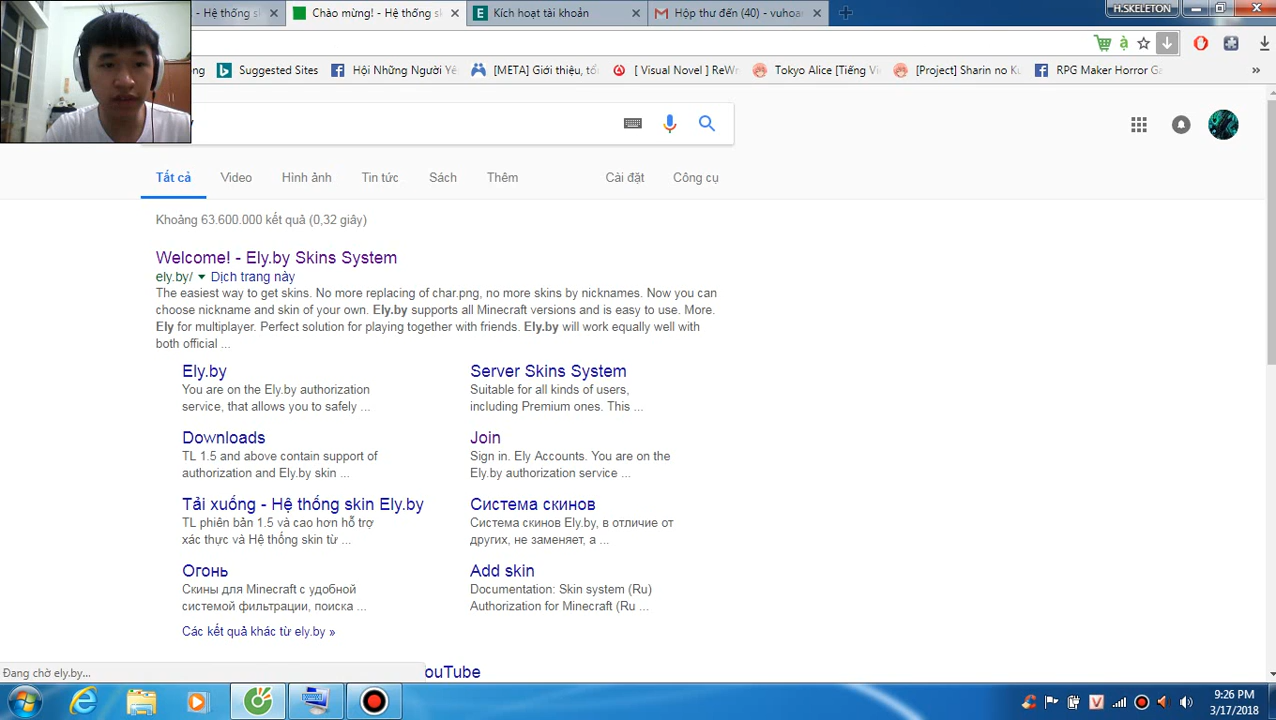 - Hệ thống s
Chào mừng! - Hệ thống sk
Kích hoạt tài khoản
Hộp thư đến (40) - vuhoan
H.SKELETON
Suggested Sites
Hội Những Người Yê
[META] Giới thiệu, tổ
[ Visual Novel ] ReWr
Tokyo Alice [Tiếng Vi
[Project] Sharin no Ku
RPG Maker Horror Ga
»
Tất cả
Video
Hình ảnh
Tin tức
Sách
Thêm
Cài đặt
Công cụ
Khoảng 63.600.000 kết quả (0,32 giây)
Welcome! - Ely.by Skins System
ely.by/ ▼ Dịch trang này
The easiest way to get skins. No more replacing of char.png, no more skins by nicknames. Now you can
choose nickname and skin of your own. Ely.by supports all Minecraft versions and is easy to use. More.
Ely for multiplayer. Perfect solution for playing together with friends. Ely.by will work equally well with
both official ...
Ely.by
You are on the Ely.by authorization
service, that allows you to safely ...
Server Skins System
Suitable for all kinds of users,
including Premium ones. This ...
Downloads
TL 1.5 and above contain support of
authorization and Ely.by skin ...
Join
Sign in. Ely Accounts. You are on the
Ely.by authorization service ...
Tải xuống - Hệ thống skin Ely.by
TL phiên bản 1.5 và cao hơn hỗ trợ
xác thực và Hệ thống skin từ ...
Система скинов
Система скинов Ely.by, в отличие от
других, не заменяет, а ...
Огонь
Скины для Minecraft с удобной
системой фильтрации, поиска ...
Add skin
Documentation: Skin system (Ru)
Authorization for Minecraft (Ru ...
Các kết quả khác từ ely.by »
ouTube
Đang chờ ely.by...
9:26 PM
3/17/2018